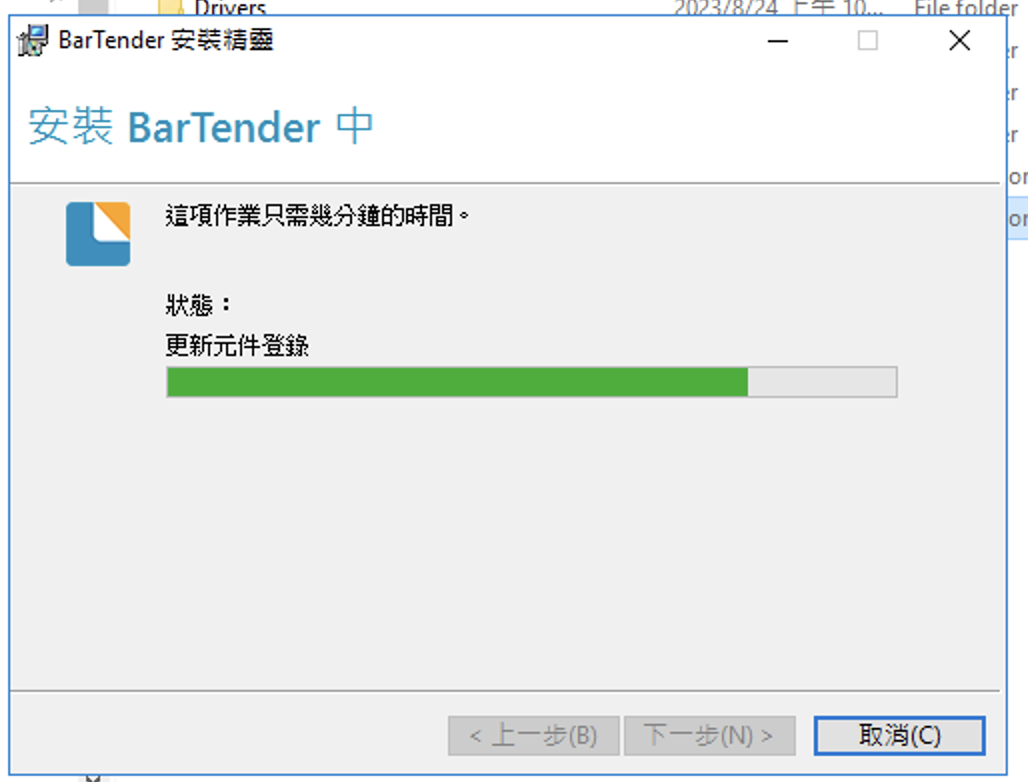 Drivers 2023/8/24 上午 10... File folder
BarTender 安裝精靈
安裝 BarTender 中
這項作業只需幾分鐘的時間。
狀態：
更新元件登錄
< 上一步(B) 下一步(N) > 取消(C)